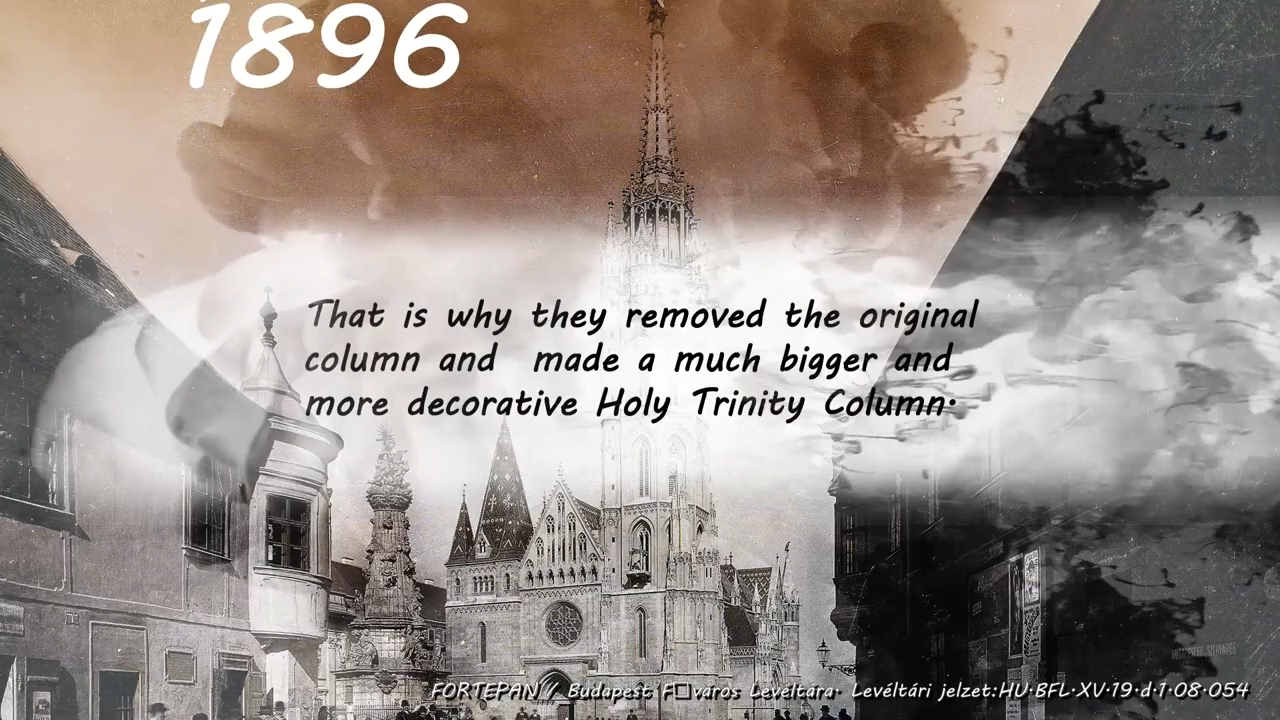 1896
That is why they removed the original
column and made a much bigger and
more decorative Holy Trinity Column.
FORTEPAN / Budapest F□város Levéltára. Levéltári jelzet:HU.BFL.XV.19.d.1.08.054